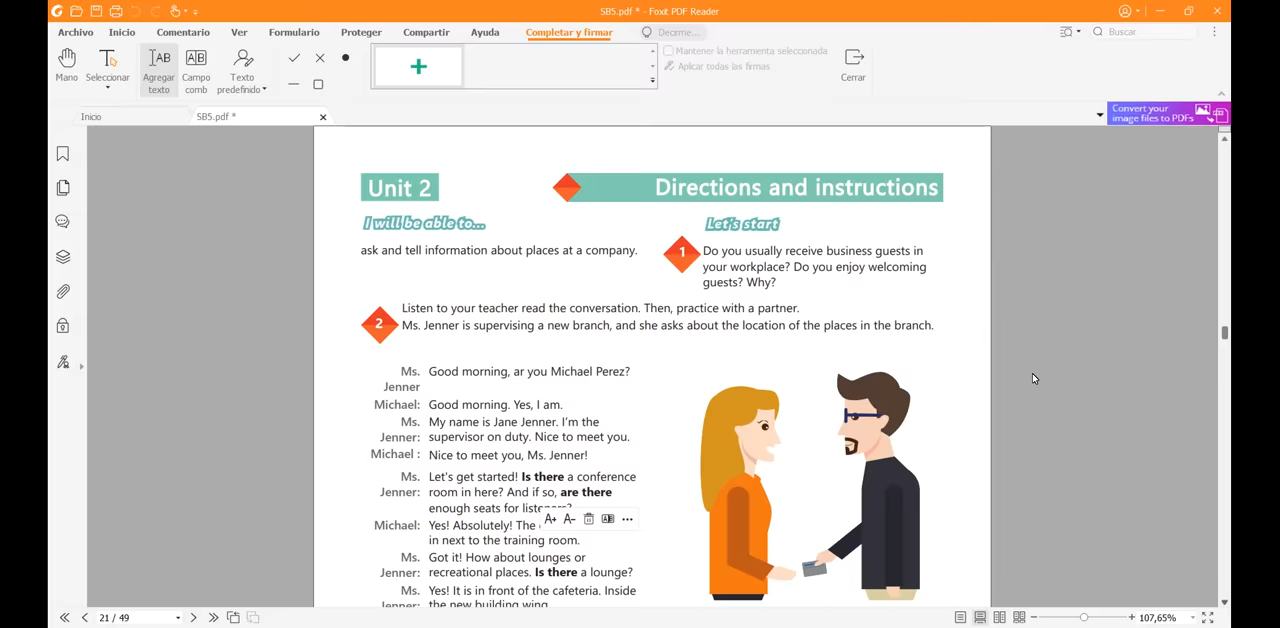 SB5.pdf * - Foxit PDF Reader
Archivo Inicio Comentario Ver Formulario Proteger Compartir Ayuda Completar y firmar Decirme... Buscar
Mano
Seleccionar
Agregar texto
Campo comb
Texto predefinido
Mantener la herramienta seleccionada
Aplicar todas las firmas
Cerrar
Inicio
SB5.pdf *
Convert your
image files to PDFs
Unit 2
Directions and instructions
I will be able to...
Let's start
ask and tell information about places at a company.
1
Do you usually receive business guests in
your workplace? Do you enjoy welcoming
guests? Why?
2
Listen to your teacher read the conversation. Then, practice with a partner.
Ms. Jenner is supervising a new branch, and she asks about the location of the places in the branch.
Ms. Good morning, ar you Michael Perez?
Jenner
Michael: Good morning. Yes, I am.
Ms. My name is Jane Jenner. I'm the
Jenner: supervisor on duty. Nice to meet you.
Michael : Nice to meet you, Ms. Jenner!
Ms. Let's get started! Is there a conference
Jenner: room in here? And if so, are there
enough seats for listeners?
Michael: Yes! Absolutely! The
in next to the training room.
Ms. Got it! How about lounges or
Jenner: recreational places. Is there a lounge?
Ms. Yes! It is in front of the cafeteria. Inside
Jenner: the new building wing.
21 / 49
107,65%